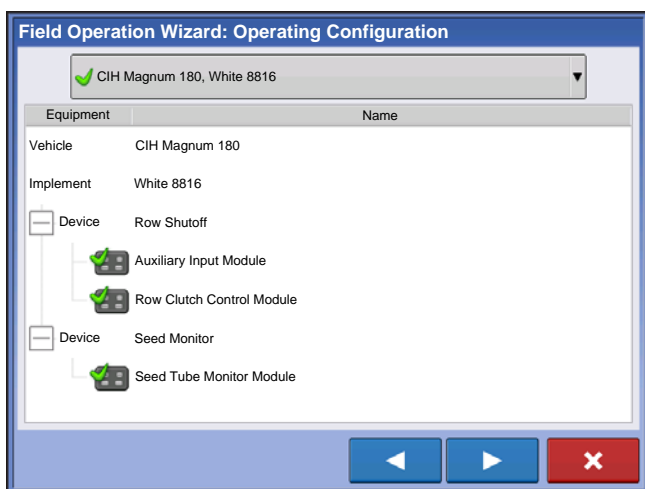 Field Operation Wizard: Operating Configuration
CIH Magnum 180, White 8816
Equipment Name
Vehicle CIH Magnum 180
Implement White 8816
Device Row Shutoff
Auxiliary Input Module
Row Clutch Control Module
Device Seed Monitor
Seed Tube Monitor Module